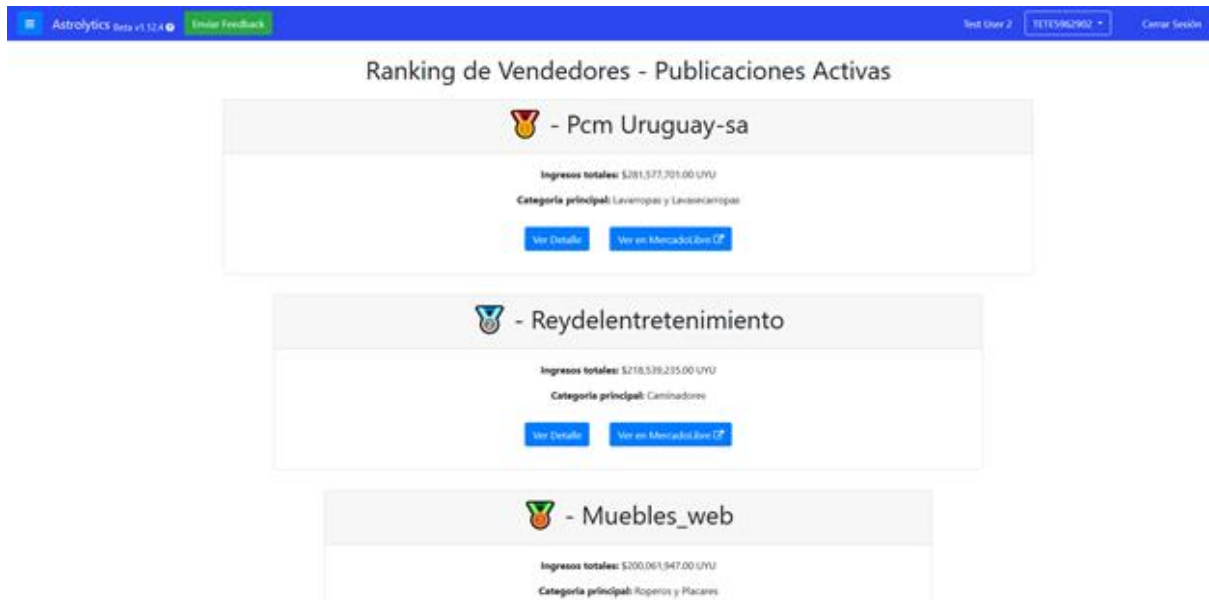 Astrolytics Beta v1.12.4
Enviar Feedback
Test User 2
TETE5962902
Cerrar Sesión
Ranking de Vendedores - Publicaciones Activas
- Pcm Uruguay-sa
Ingresos totales: $281,577,701.00 UYU
Categoría principal: Lavarropas y Lavasecarropas
Ver Detalle
Ver en MercadoLibre
- Reydelentretenimiento
Ingresos totales: $218,539,235.00 UYU
Categoría principal: Caminadores
Ver Detalle
Ver en MercadoLibre
- Muebles_web
Ingresos totales: $200,061,947.00 UYU
Categoría principal: Roperos y Placares